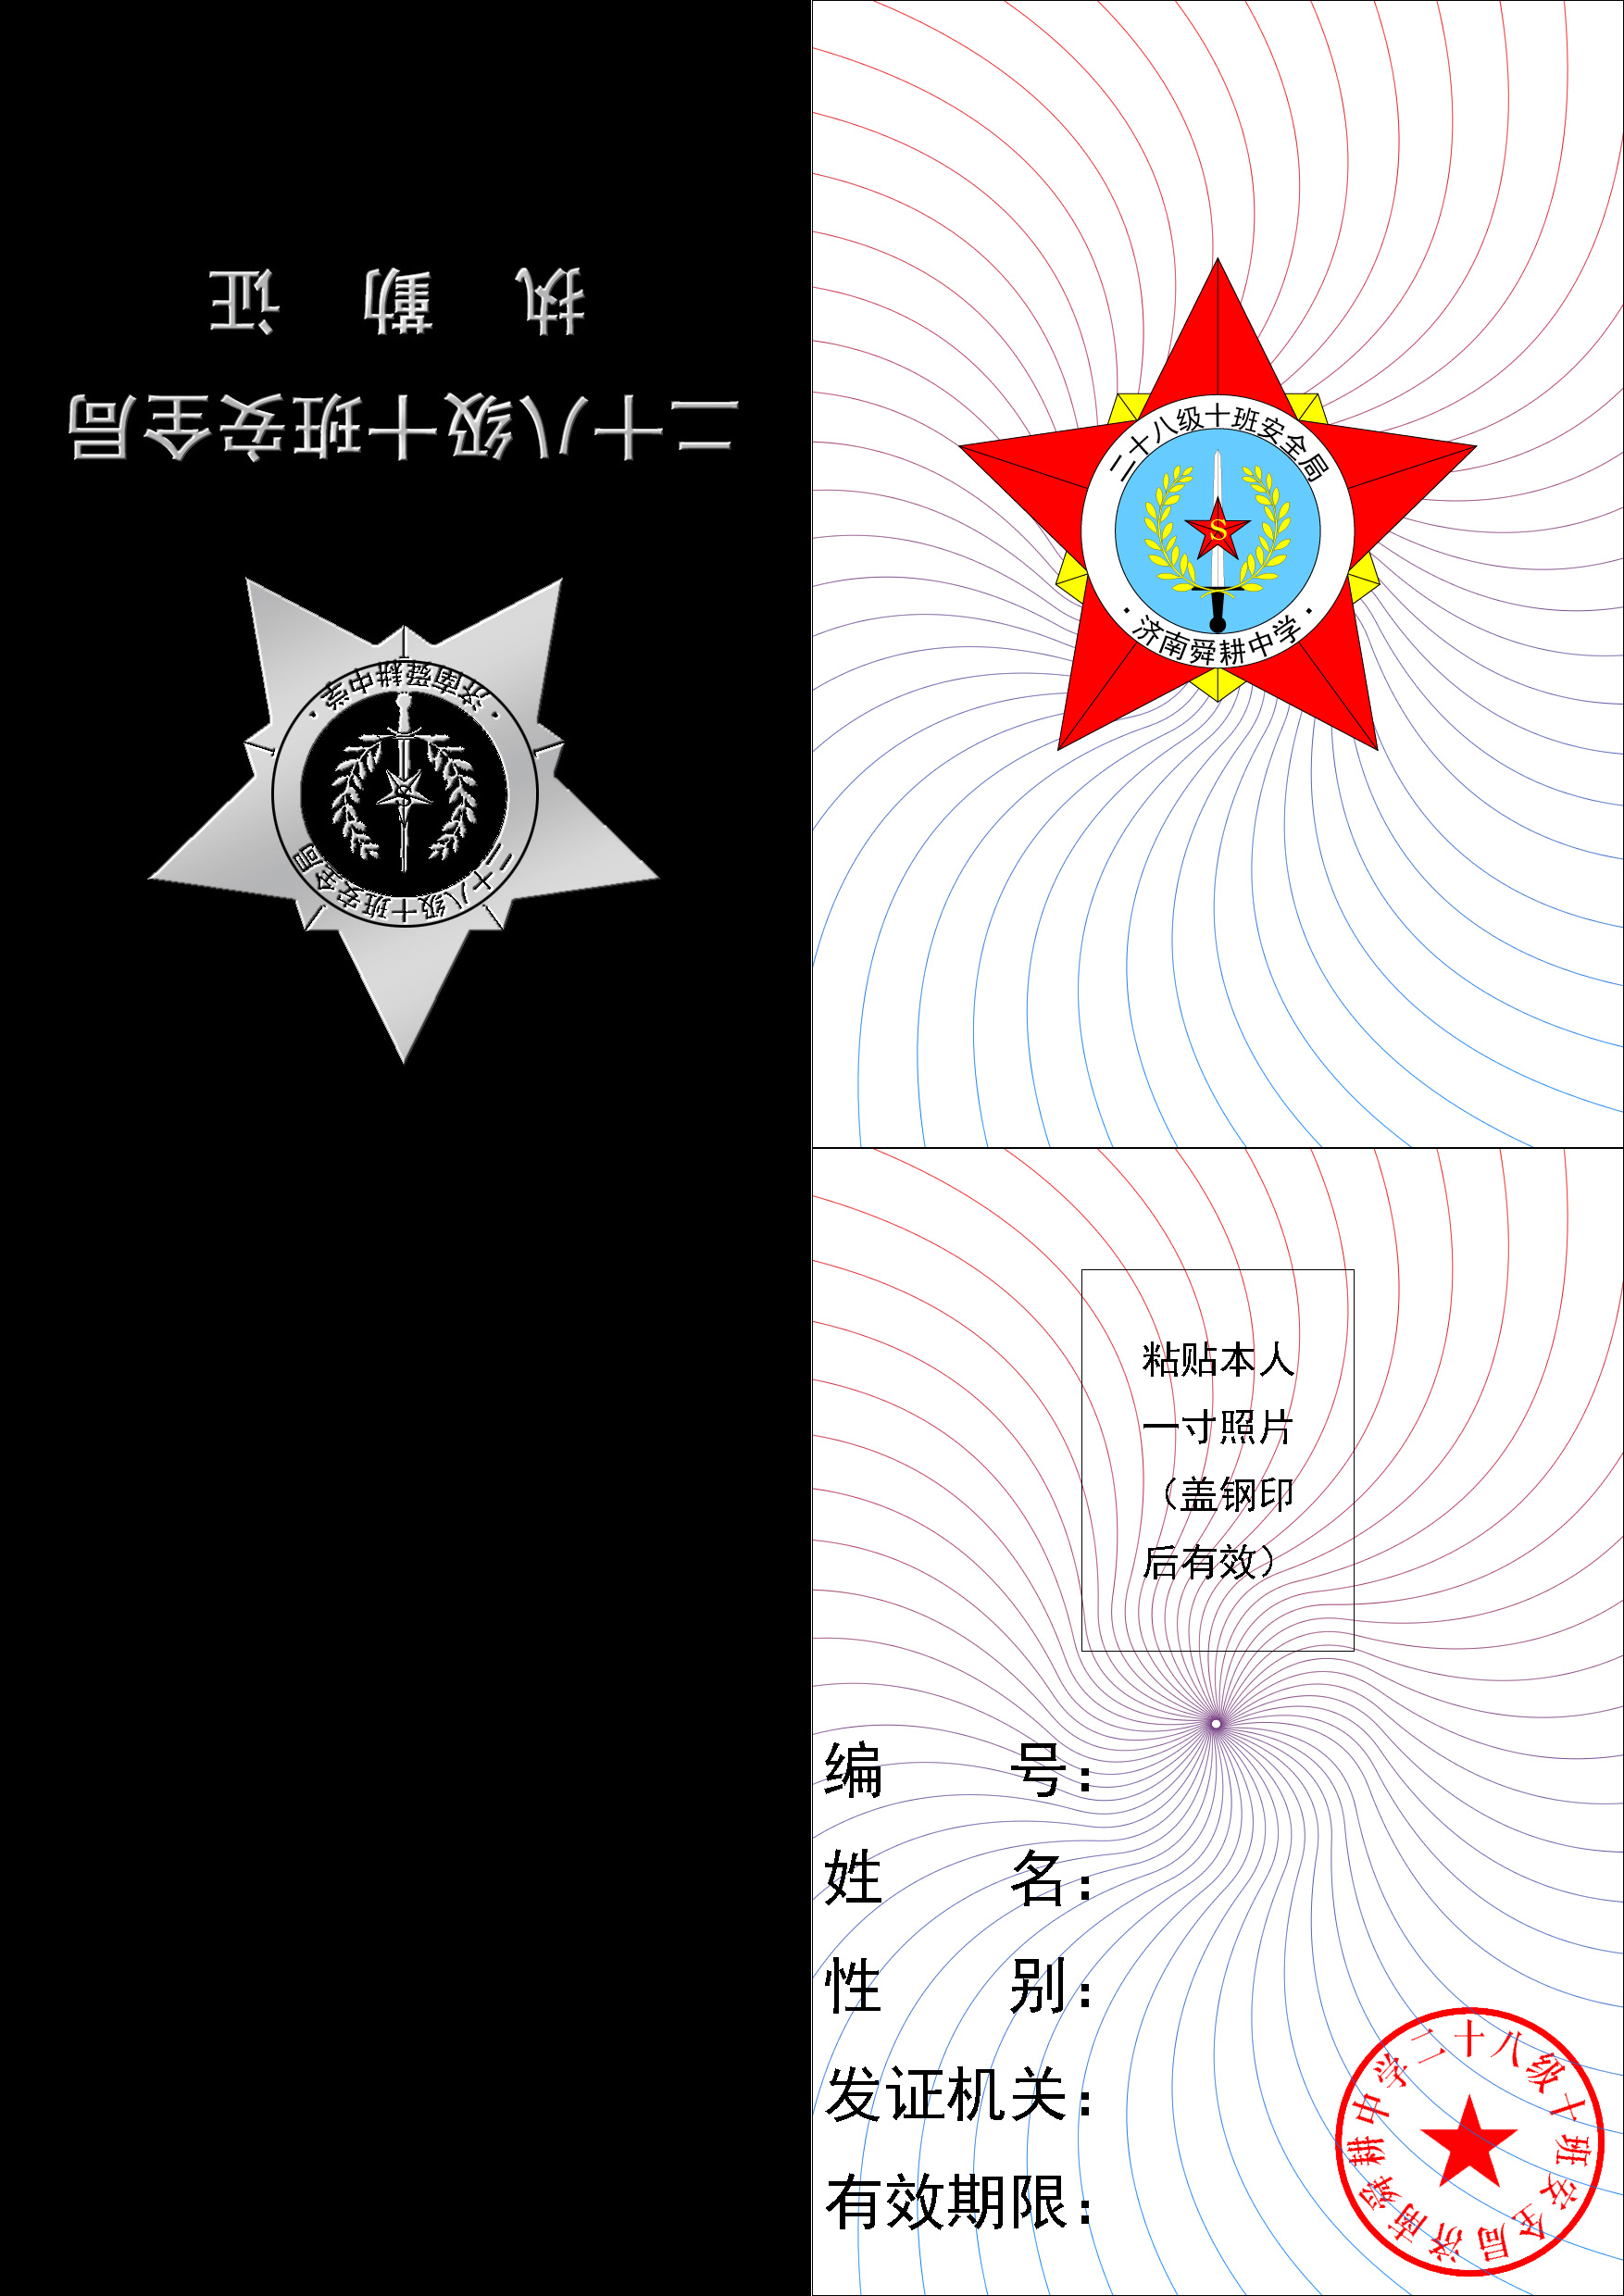 执 勤 证
二十八级十班安全局
·济南舜耕中学·
二十八级十班安全局
二十八级十班安全局
S
·济南舜耕中学·
粘贴本人
一寸照片
（盖钢印
后有效）
编 号：
姓 名：
性 别：
发证机关：
有效期限：
济南舜耕中学二十八级十班安全局